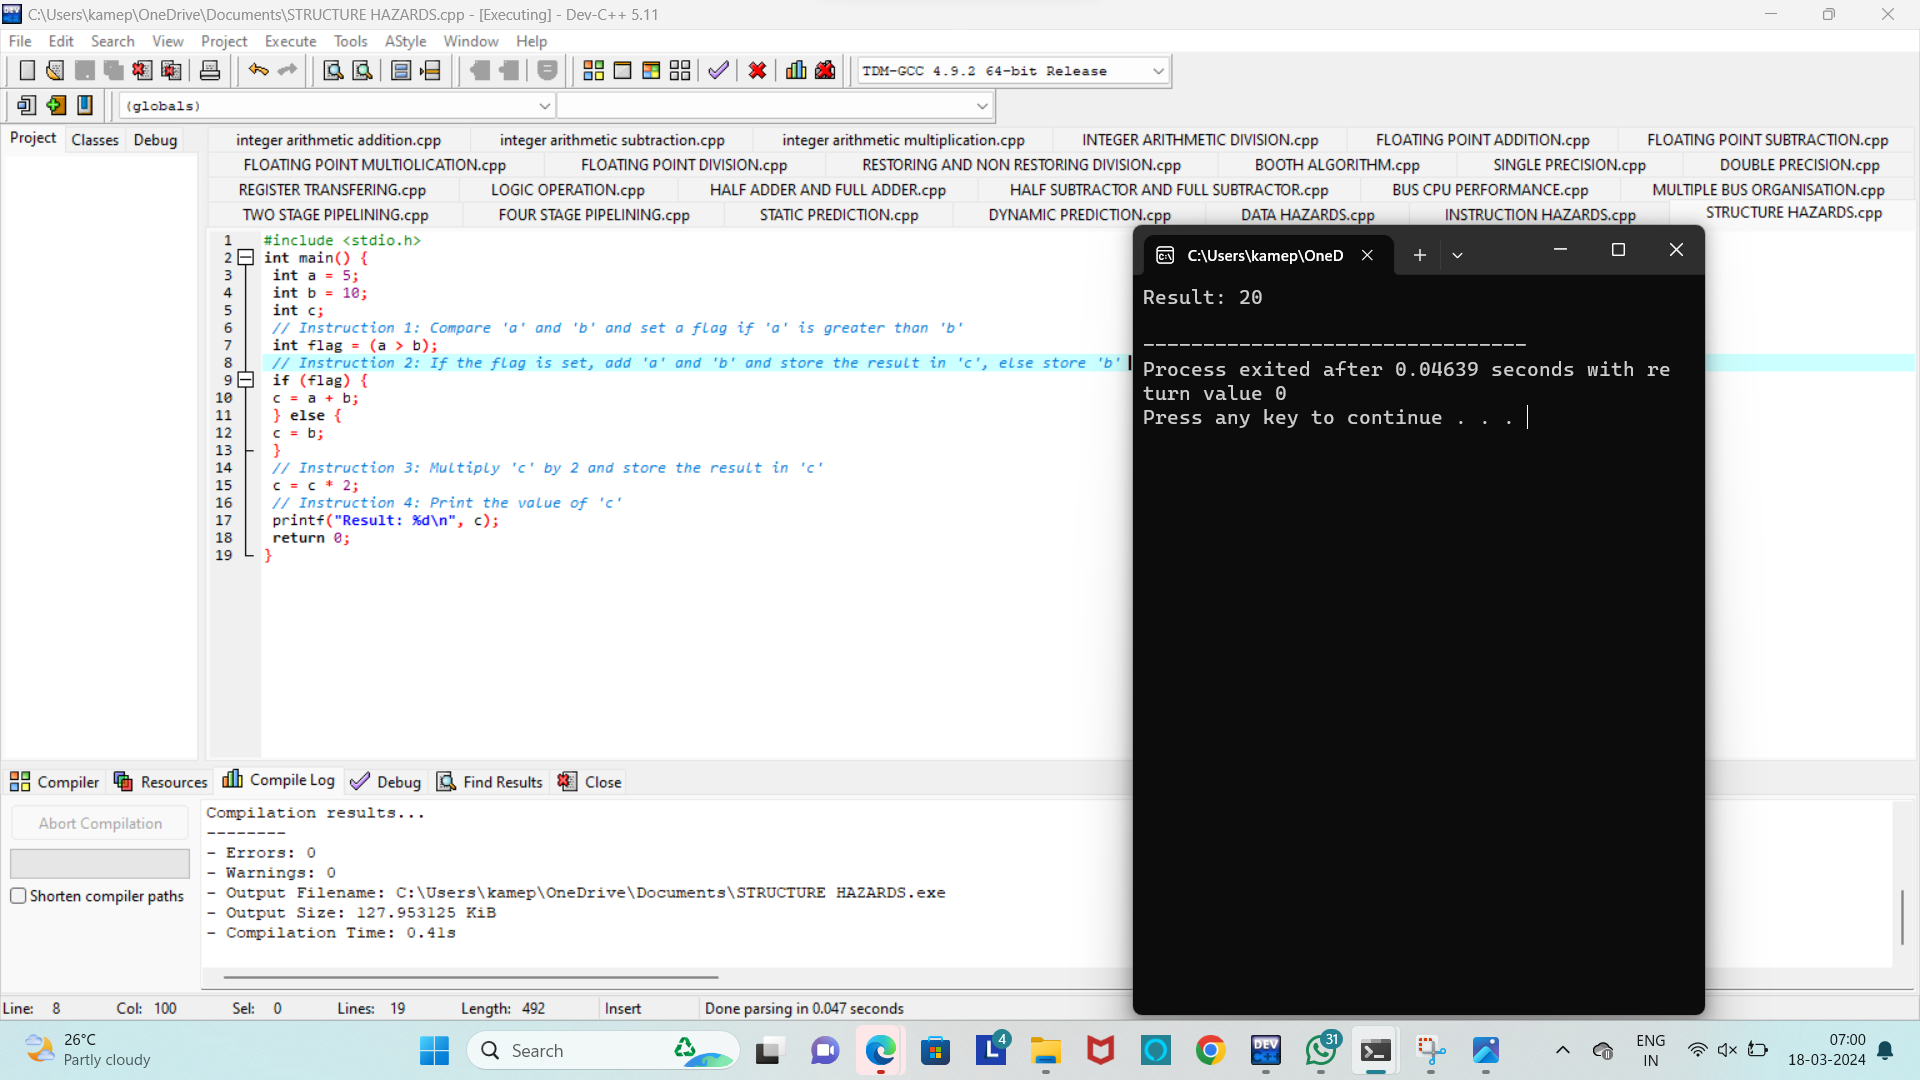 C:\Users\kamep\OneDrive\Documents\STRUCTURE HAZARDS.cpp - [Executing] - Dev-C++ 5.11
File Edit Search View Project Execute Tools AStyle Window Help
TDM-GCC 4.9.2 64-bit Release
(globals)
Project Classes Debug
integer arithmetic addition.cpp integer arithmetic subtraction.cpp integer arithmetic multiplication.cpp INTEGER ARITHMETIC DIVISION.cpp FLOATING POINT ADDITION.cpp FLOATING POINT SUBTRACTION.cpp
FLOATING POINT MULTIOLICATION.cpp FLOATING POINT DIVISION.cpp RESTORING AND NON RESTORING DIVISION.cpp BOOTH ALGORITHM.cpp SINGLE PRECISION.cpp DOUBLE PRECISION.cpp
REGISTER TRANSFERING.cpp LOGIC OPERATION.cpp HALF ADDER AND FULL ADDER.cpp HALF SUBTRACTOR AND FULL SUBTRACTOR.cpp BUS CPU PERFORMANCE.cpp MULTIPLE BUS ORGANISATION.cpp
TWO STAGE PIPELINING.cpp FOUR STAGE PIPELINING.cpp STATIC PREDICTION.cpp DYNAMIC PREDICTION.cpp DATA HAZARDS.cpp INSTRUCTION HAZARDS.cpp STRUCTURE HAZARDS.cpp
1 #include <stdio.h>
2 int main() {
3 int a = 5;
4 int b = 10;
5 int c;
6 // Instruction 1: Compare 'a' and 'b' and set a flag if 'a' is greater than 'b'
7 int flag = (a > b);
8 // Instruction 2: If the flag is set, add 'a' and 'b' and store the result in 'c', else store 'b'
9 if (flag) {
10 c = a + b;
11 } else {
12 c = b;
13 }
14 // Instruction 3: Multiply 'c' by 2 and store the result in 'c'
15 c = c * 2;
16 // Instruction 4: Print the value of 'c'
17 printf("Result: %d\n", c);
18 return 0;
19 }
C:\Users\kamep\OneD
Result: 20
--------------------------------
Process exited after 0.04639 seconds with re
turn value 0
Press any key to continue . . .
Compiler Resources Compile Log Debug Find Results Close
Abort Compilation
Shorten compiler paths
Compilation results...
--------
- Errors: 0
- Warnings: 0
- Output Filename: C:\Users\kamep\OneDrive\Documents\STRUCTURE HAZARDS.exe
- Output Size: 127.953125 KiB
- Compilation Time: 0.41s
Line: 8 Col: 100 Sel: 0 Lines: 19 Length: 492 Insert Done parsing in 0.047 seconds
26°C
Partly cloudy
Search
L 4
DEV
31
ENG
IN
07:00
18-03-2024